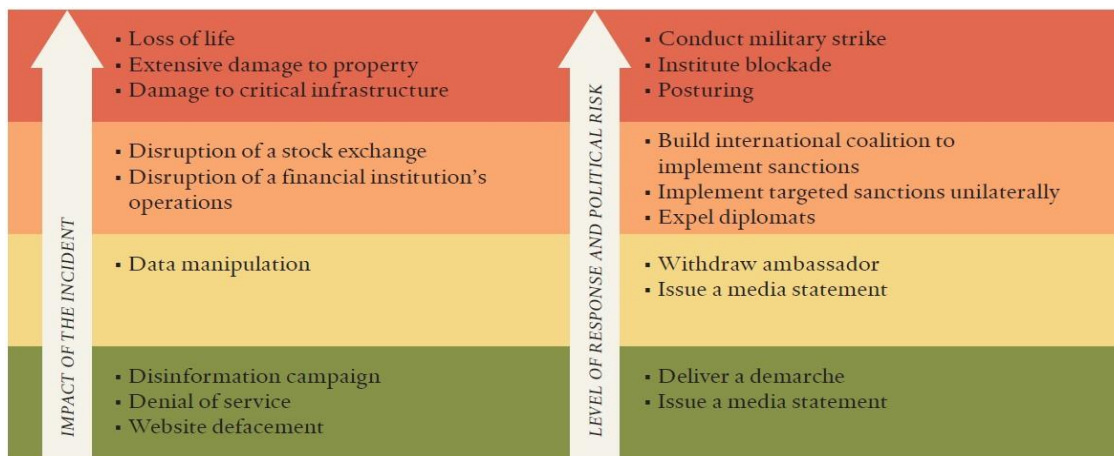 IMPACT OF THE INCIDENT
▪ Loss of life
▪ Extensive damage to property
▪ Damage to critical infrastructure
▪ Disruption of a stock exchange
▪ Disruption of a financial institution's
operations
▪ Data manipulation
▪ Disinformation campaign
▪ Denial of service
▪ Website defacement
LEVEL OF RESPONSE AND POLITICAL RISK
▪ Conduct military strike
▪ Institute blockade
▪ Posturing
▪ Build international coalition to
implement sanctions
▪ Implement targeted sanctions unilaterally
▪ Expel diplomats
▪ Withdraw ambassador
▪ Issue a media statement
▪ Deliver a demarche
▪ Issue a media statement